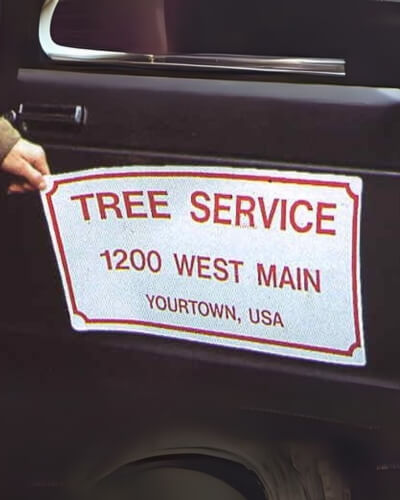 TREE SERVICE
1200 WEST MAIN
YOURTOWN, USA